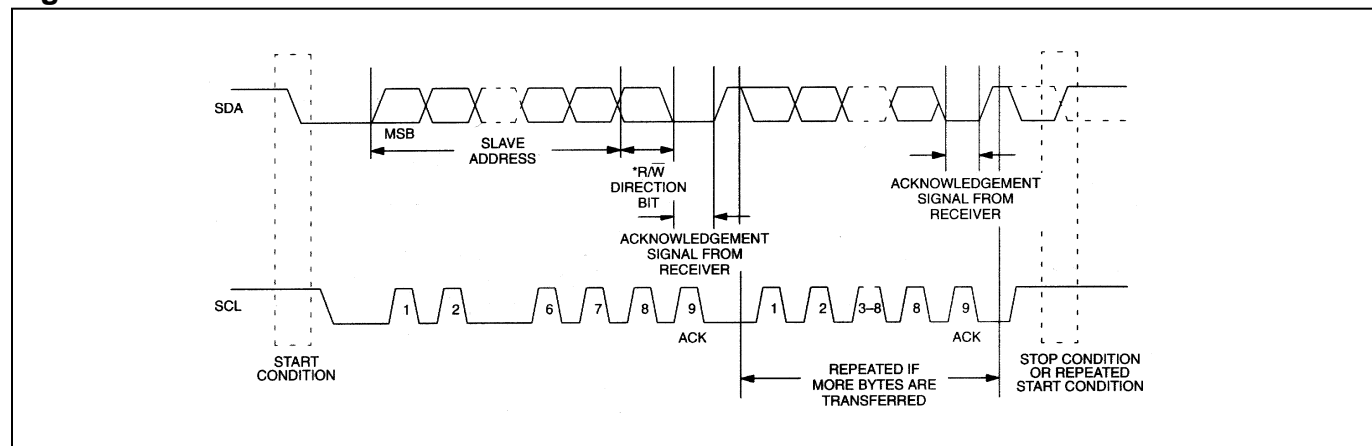 SDA
MSB
SLAVE
ADDRESS
*R/W̅
DIRECTION
BIT
ACKNOWLEDGEMENT
SIGNAL FROM
RECEIVER
ACKNOWLEDGEMENT
SIGNAL FROM
RECEIVER
SCL
1 2 6 7 8 9 1 2 3–8 8 9
ACK ACK
START
CONDITION
REPEATED IF
MORE BYTES ARE
TRANSFERRED
STOP CONDITION
OR REPEATED
START CONDITION